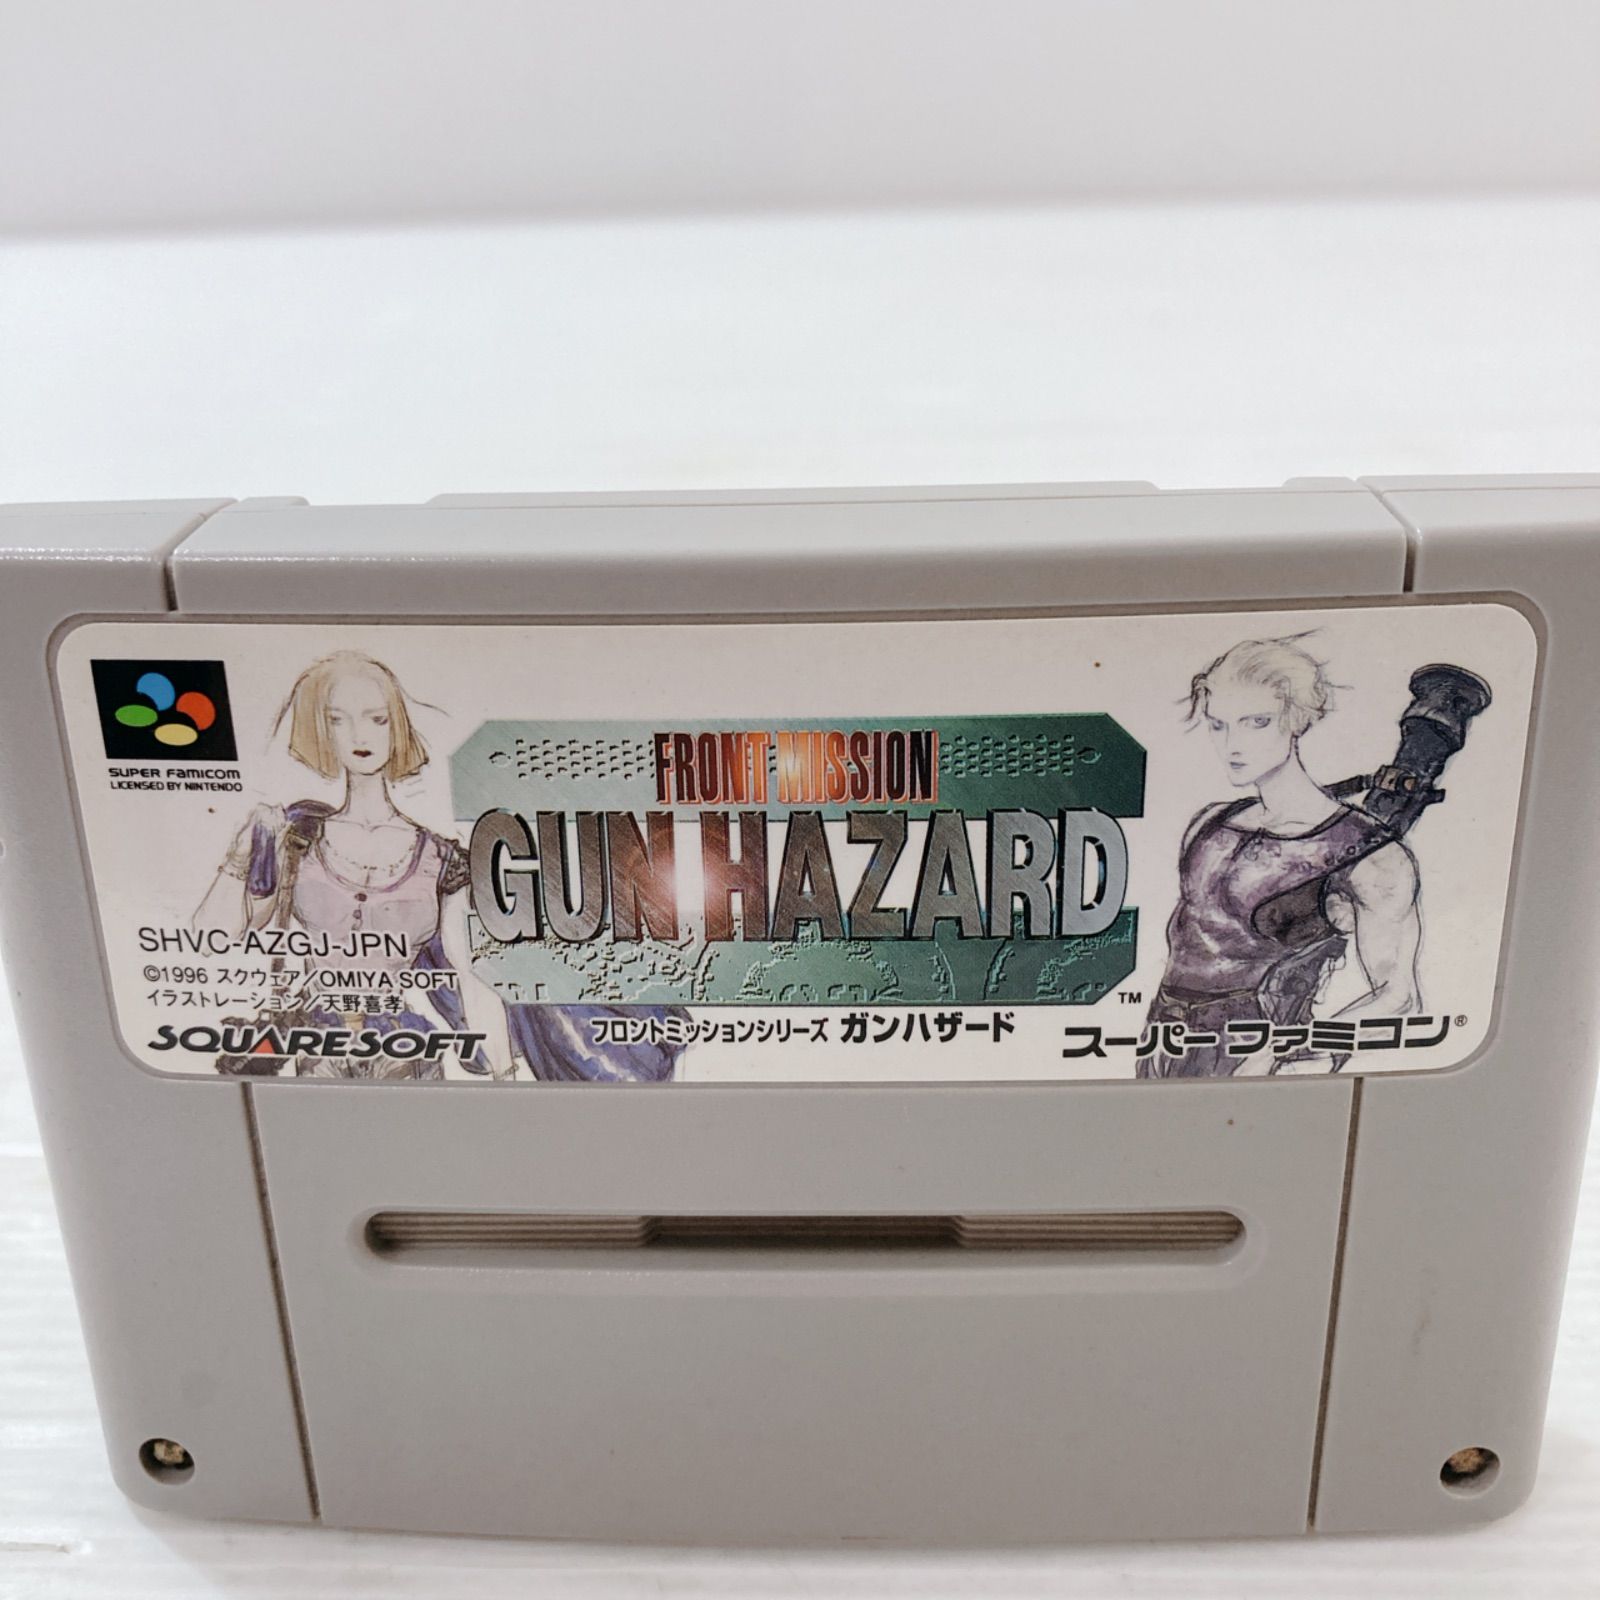 SUPER FAMICOM
LICENSED BY NINTENDO
FRONT MISSION
GUN HAZARD
SHVC-AZGJ-JPN
©1996 スクウェア/OMIYA SOFT
イラストレーション/天野喜孝
SQUARESOFT
フロントミッションシリーズ ガンハザード
TM
スーパーファミコン®